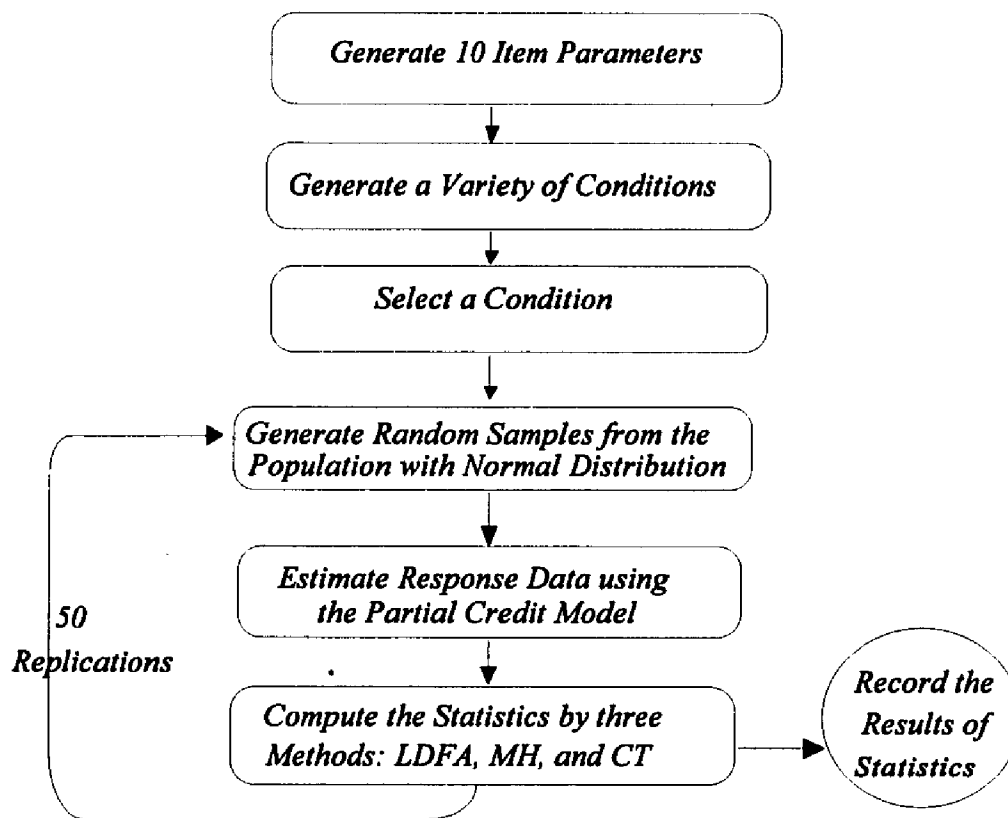 Generate 10 Item Parameters
Generate a Variety of Conditions
Select a Condition
Generate Random Samples from the
Population with Normal Distribution
Estimate Response Data using
the Partial Credit Model
50
Replications
Compute the Statistics by three
Methods: LDFA, MH, and CT
Record the
Results of
Statistics